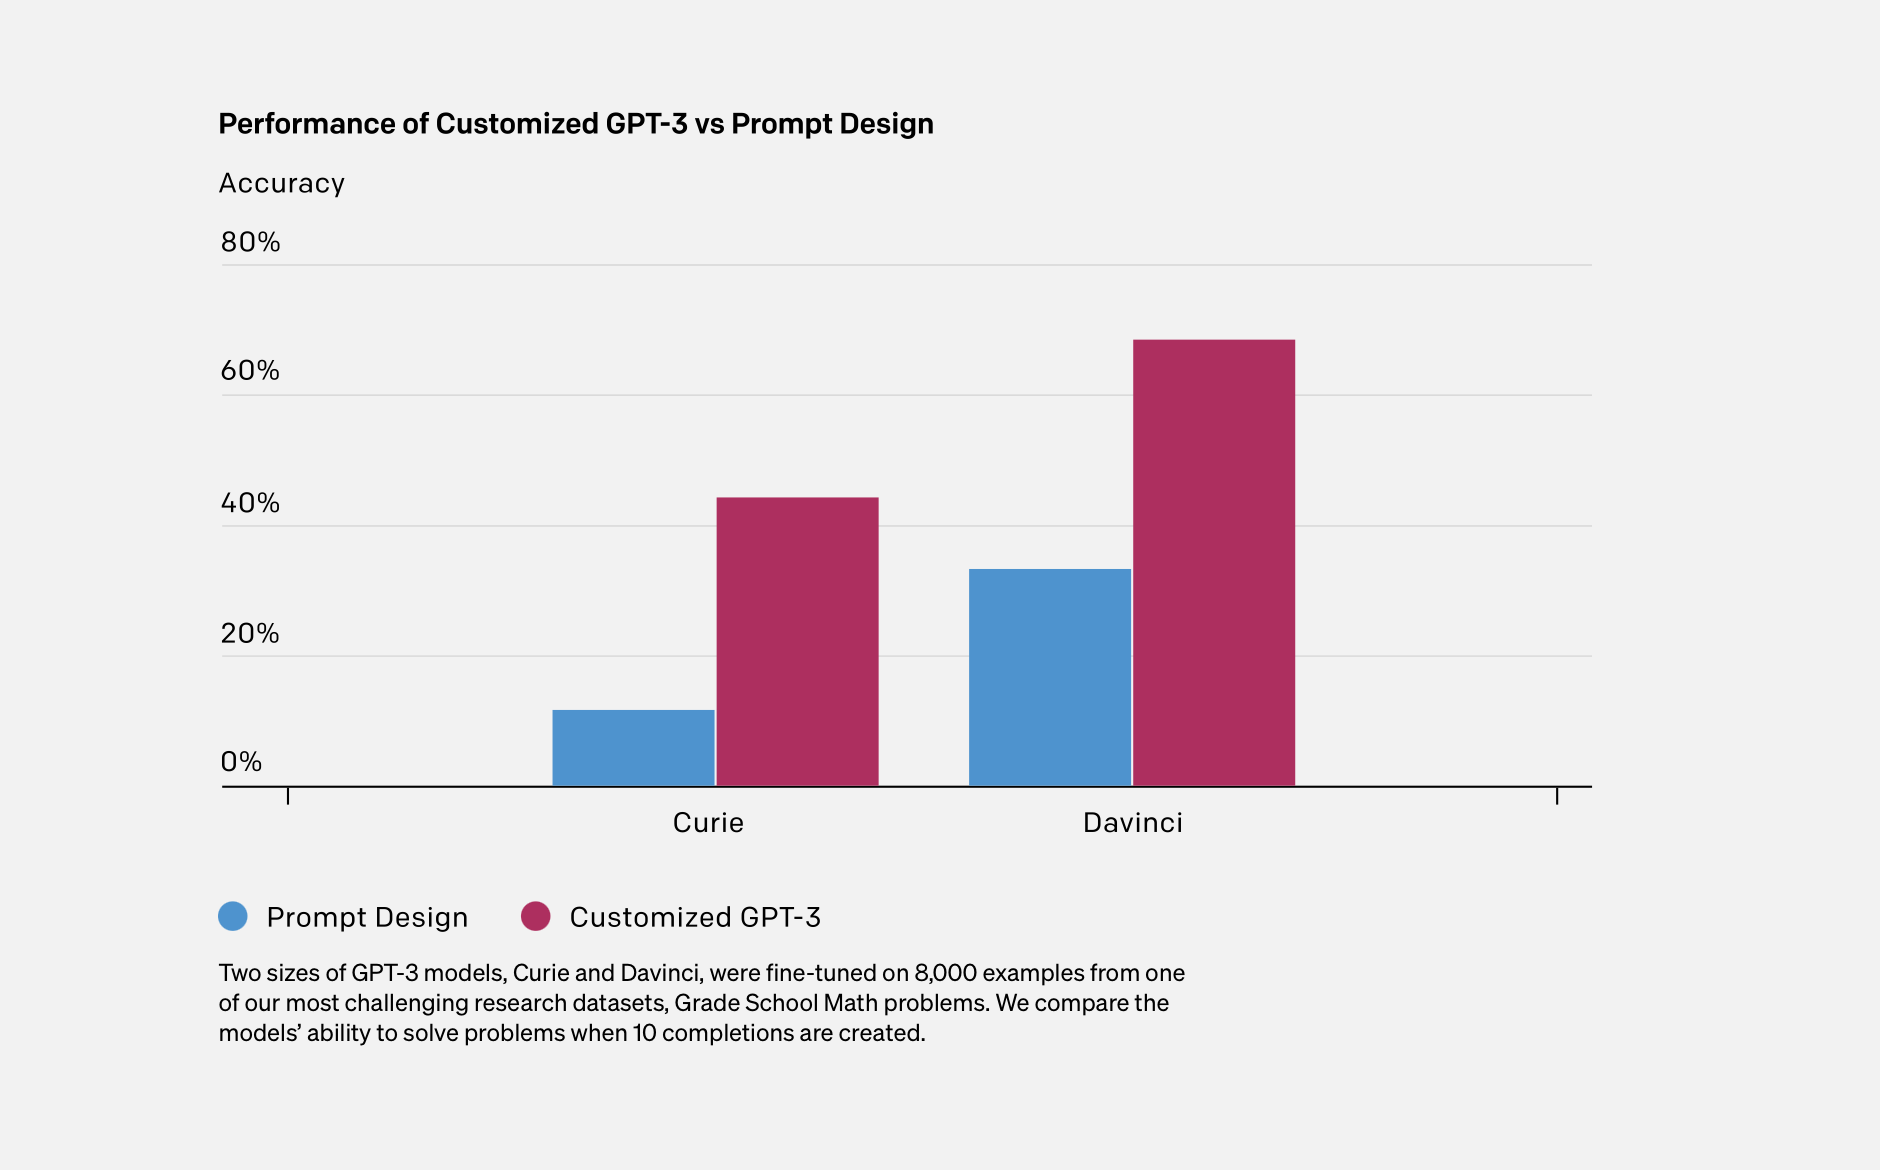 Performance of Customized GPT-3 vs Prompt Design
Accuracy
80%
60%
40%
20%
0%
Curie
Davinci
Prompt Design
Customized GPT-3
Two sizes of GPT-3 models, Curie and Davinci, were fine-tuned on 8,000 examples from one
of our most challenging research datasets, Grade School Math problems. We compare the
models’ ability to solve problems when 10 completions are created.